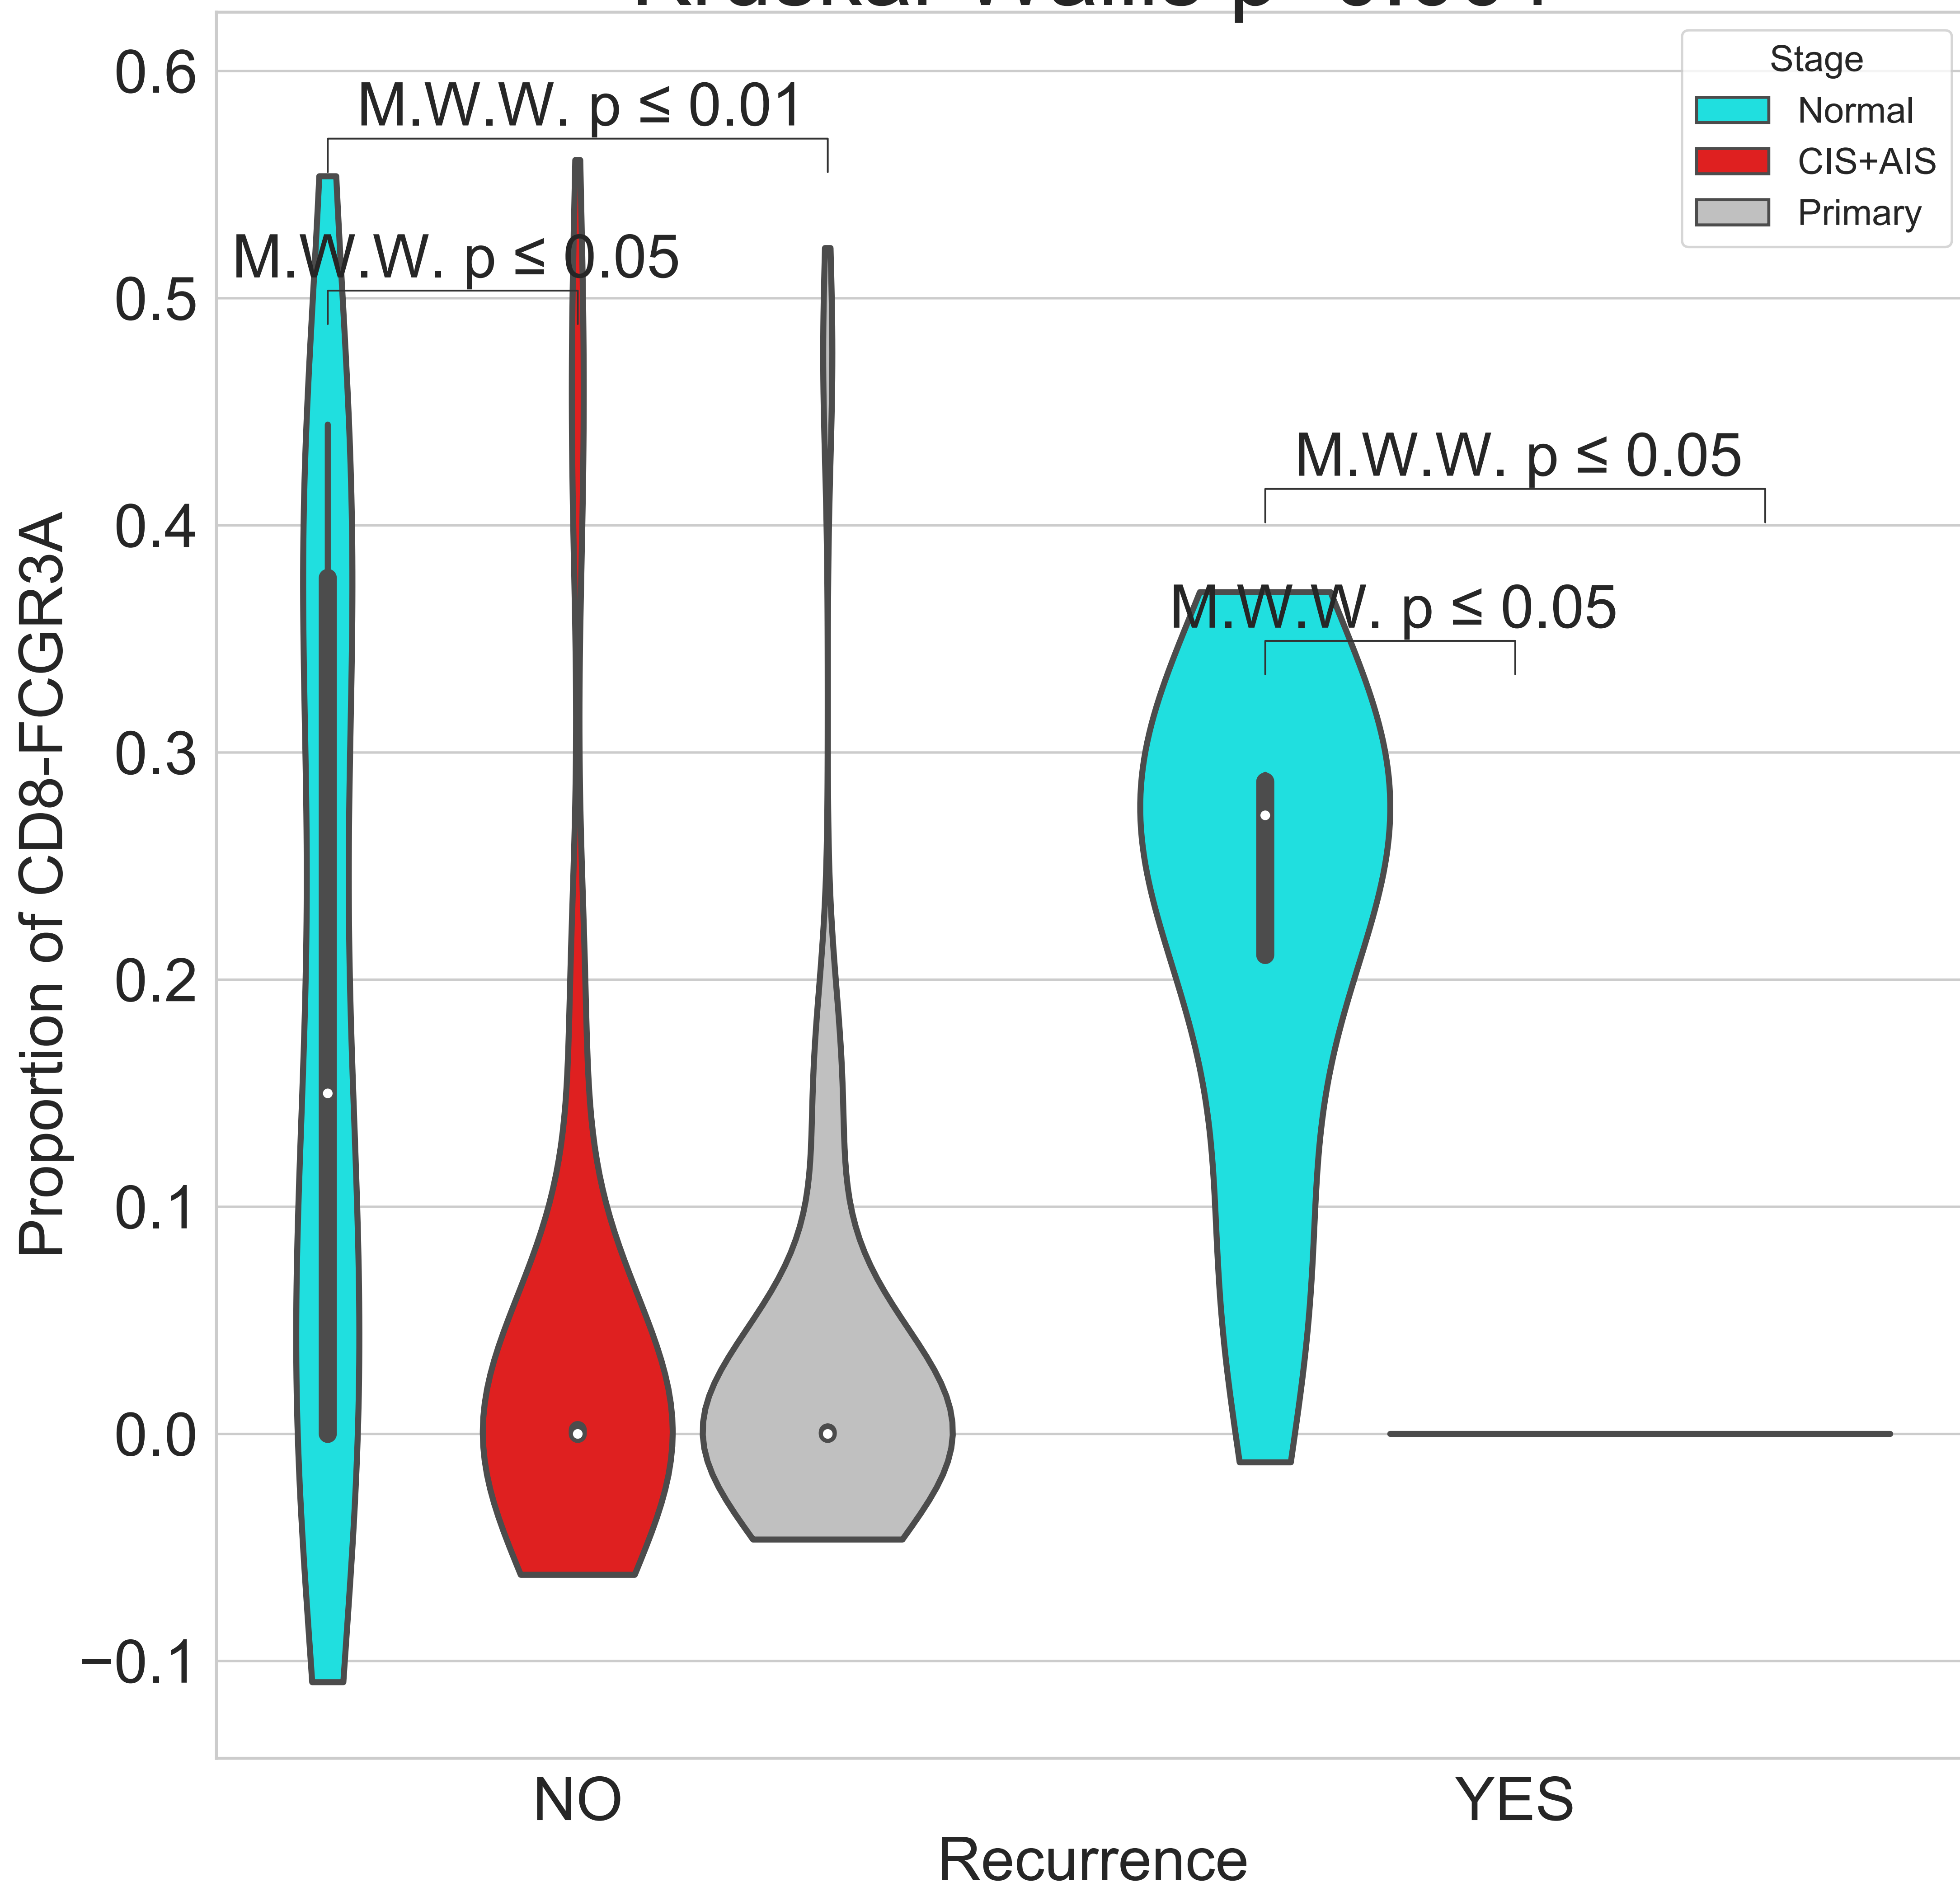 Stage
Normal
CIS+AIS
Primary
M.W.W. p ≤ 0.01
M.W.W. p ≤ 0.05
M.W.W. p ≤ 0.05
M.W.W. p ≤ 0.05
0.6
0.5
0.4
0.3
0.2
0.1
0.0
−0.1
Proportion of CD8-FCGR3A
NO
YES
Recurrence